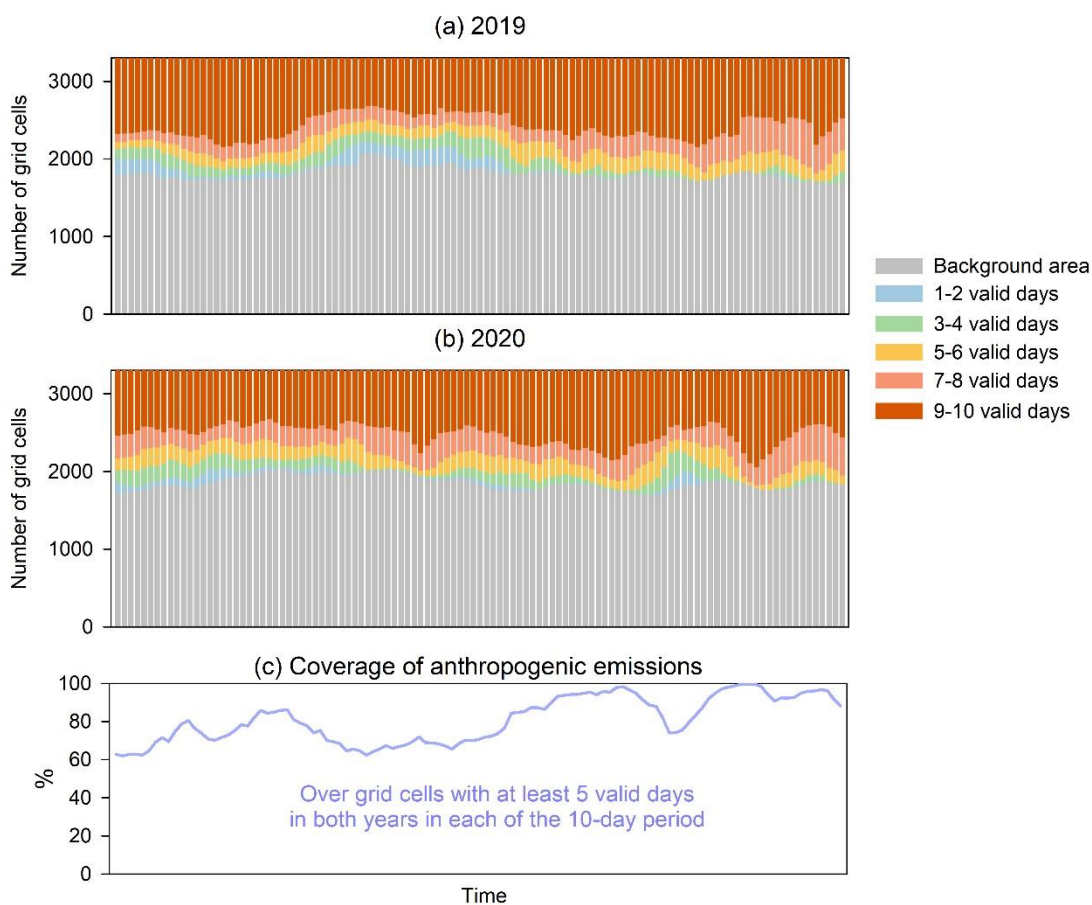 (a) 2019
Number of grid cells
3000
2000
1000
0
(b) 2020
Number of grid cells
3000
2000
1000
0
Background area
1-2 valid days
3-4 valid days
5-6 valid days
7-8 valid days
9-10 valid days
(c) Coverage of anthropogenic emissions
%
100
80
60
40
20
0
Over grid cells with at least 5 valid days
in both years in each of the 10-day period
Time